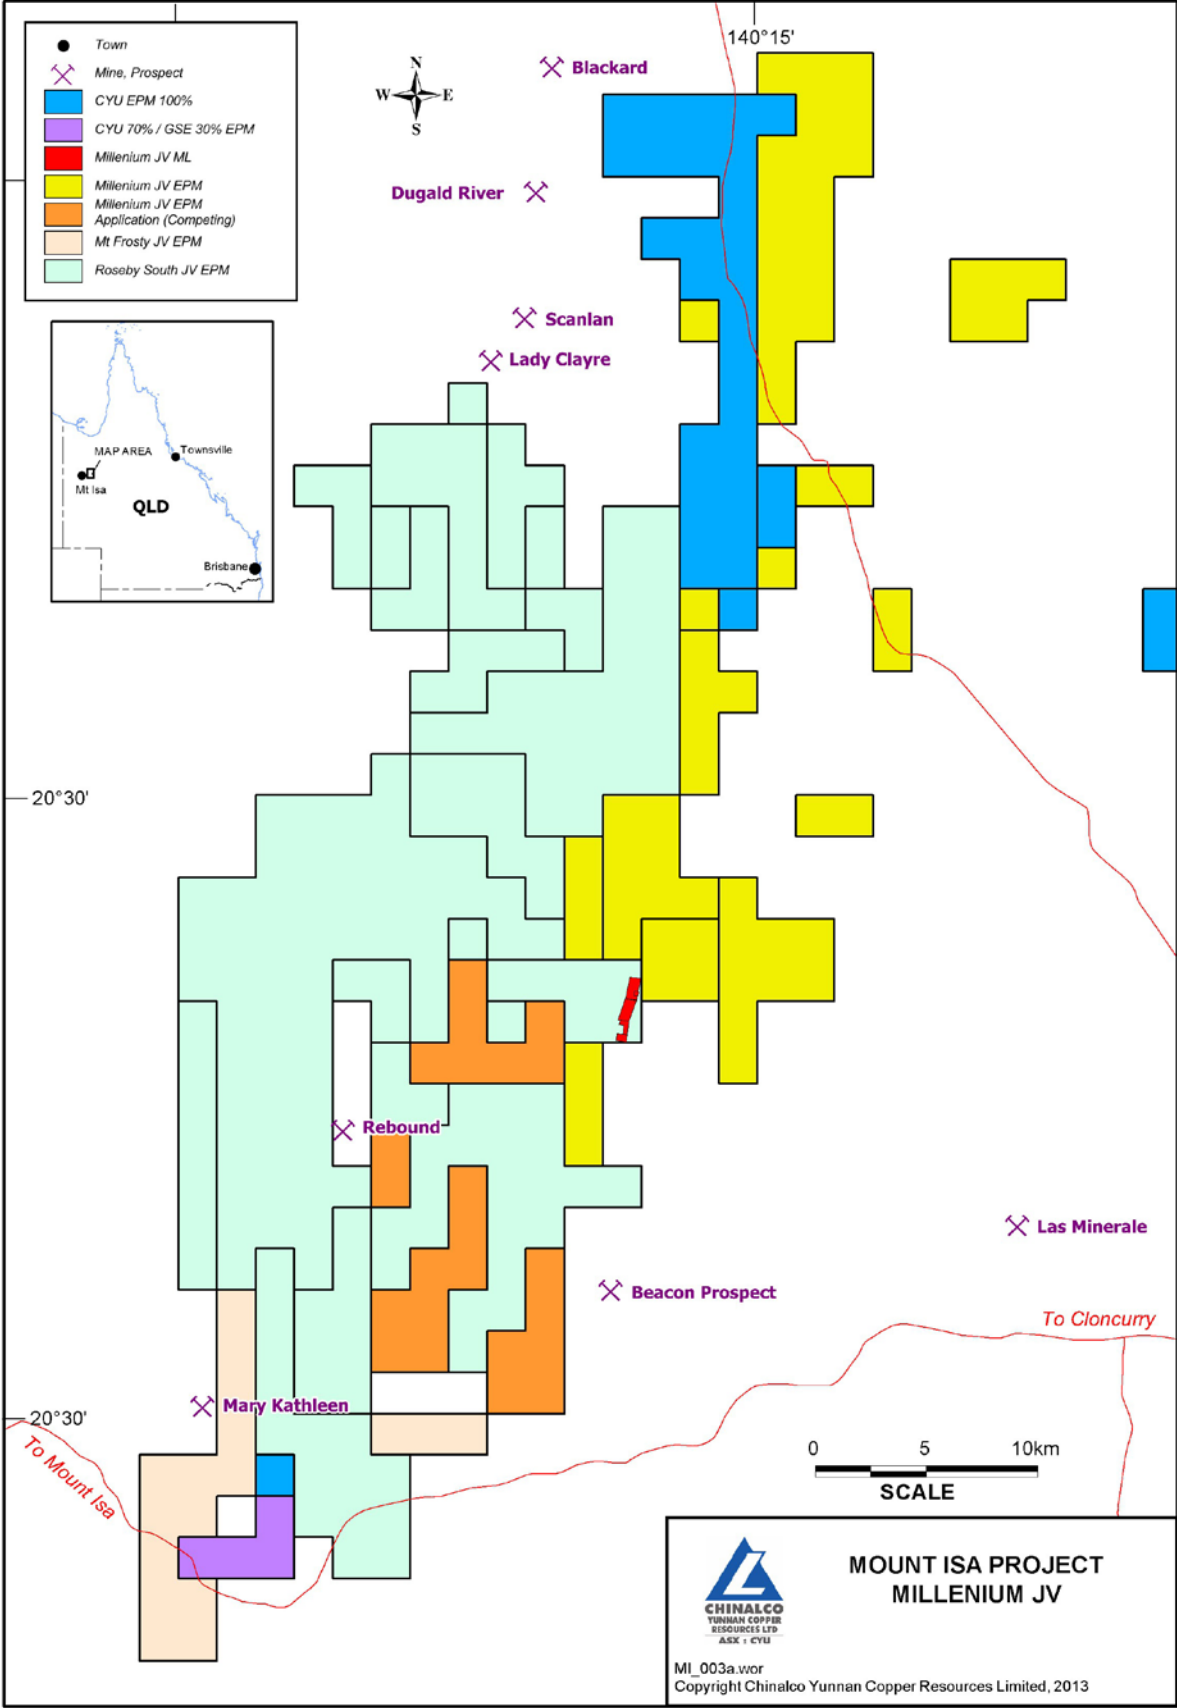 140°15'
Town
Mine, Prospect
CYU EPM 100%
CYU 70% / GSE 30% EPM
Millenium JV ML
Millenium JV EPM
Millenium JV EPM
Application (Competing)
Mt Frosty JV EPM
Roseby South JV EPM
N
W
E
S
Blackard
Dugald River
Scanlan
Lady Clayre
MAP AREA
Townsville
Mt Isa
QLD
Brisbane
20°30'
Rebound
Las Minerale
Beacon Prospect
To Cloncurry
Mary Kathleen
20°30'
To Mount Isa
0 5 10km
SCALE
CHINALCO
YUNNAN COPPER
RESOURCES LTD
ASX : CYU
MOUNT ISA PROJECT
MILLENIUM JV
MI_003a.wor
Copyright Chinalco Yunnan Copper Resources Limited, 2013